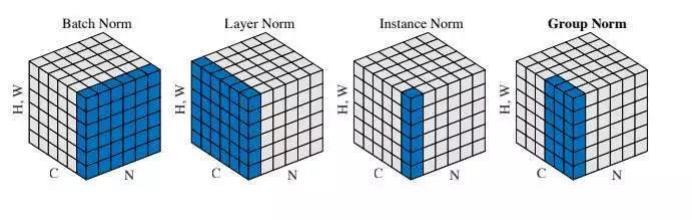 Batch Norm
Layer Norm
Instance Norm
Group Norm
H, W
C
N
H, W
C
N
H, W
C
N
H, W
C
N